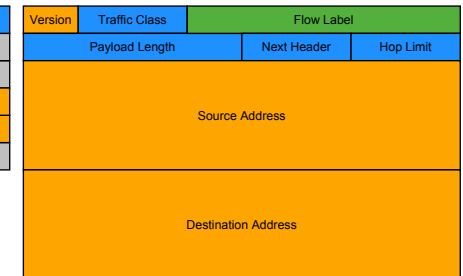 Version Traffic Class Flow Label
Payload Length Next Header Hop Limit
Source Address
Destination Address